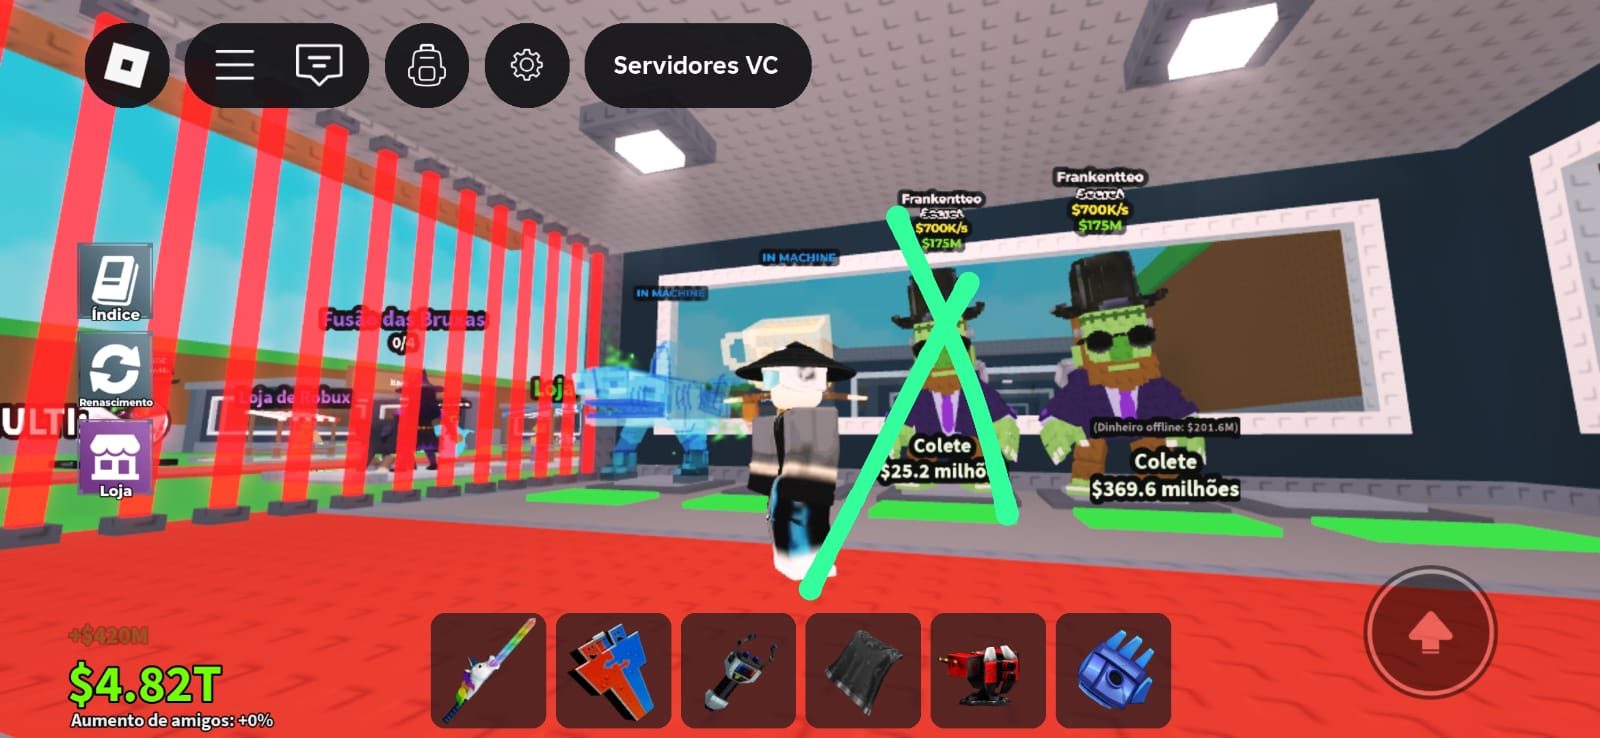 Servidores VC
Frankentteo
Secret
$700K/s
$175M
Frankentteo
Secret
$700K/s
$175M
IN MACHINE
IN MACHINE
Índice
Fusão das Bruxas
0/4
Renascimento
Loja de Robux
Loja
ULTI
Loja
Colete
$25.2 milhõ
(Dinheiro offline: $201.6M)
Colete
$369.6 milhões
+$420M
$4.82T
Aumento de amigos: +0%